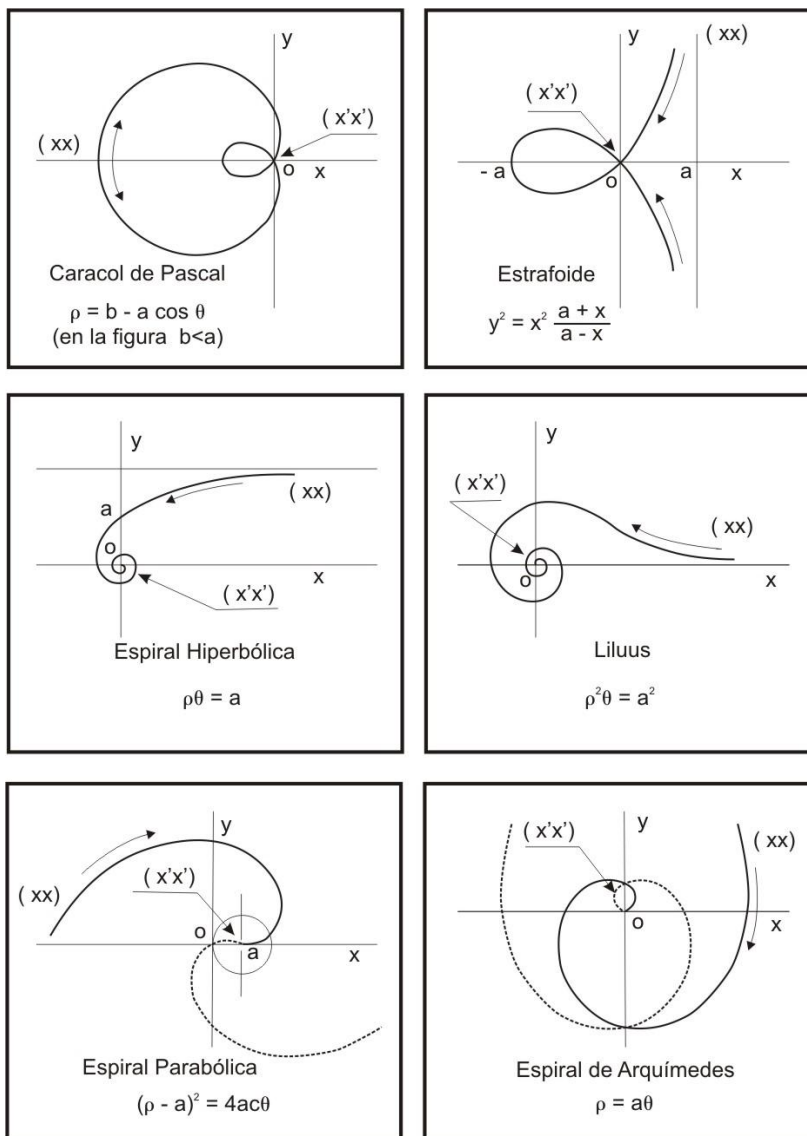 y
( xx)
( x'x')
o
x
Caracol de Pascal
ρ = b - a cos θ
(en la figura b<a)
y
( xx)
( x'x')
- a
o
a
x
Estrafoide
y² = x² a + x / a - x
y
( xx)
a
o
x
( x'x')
Espiral Hiperbólica
ρθ = a
y
( x'x')
( xx)
o
x
Liluus
ρ²θ = a²
y
( x'x')
( xx)
o
a
x
Espiral Parabólica
(ρ - a)² = 4acθ
y
( x'x')
( xx)
o
x
Espiral de Arquímedes
ρ = aθ